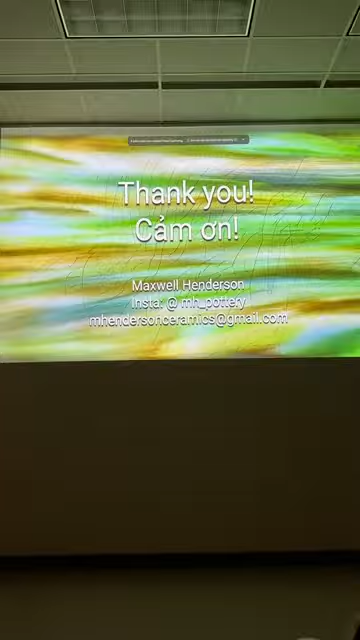 Thank you!
Cảm ơn!
Maxwell Henderson
Insta: @ mh_pottery
mhendersonceramics@gmail.com